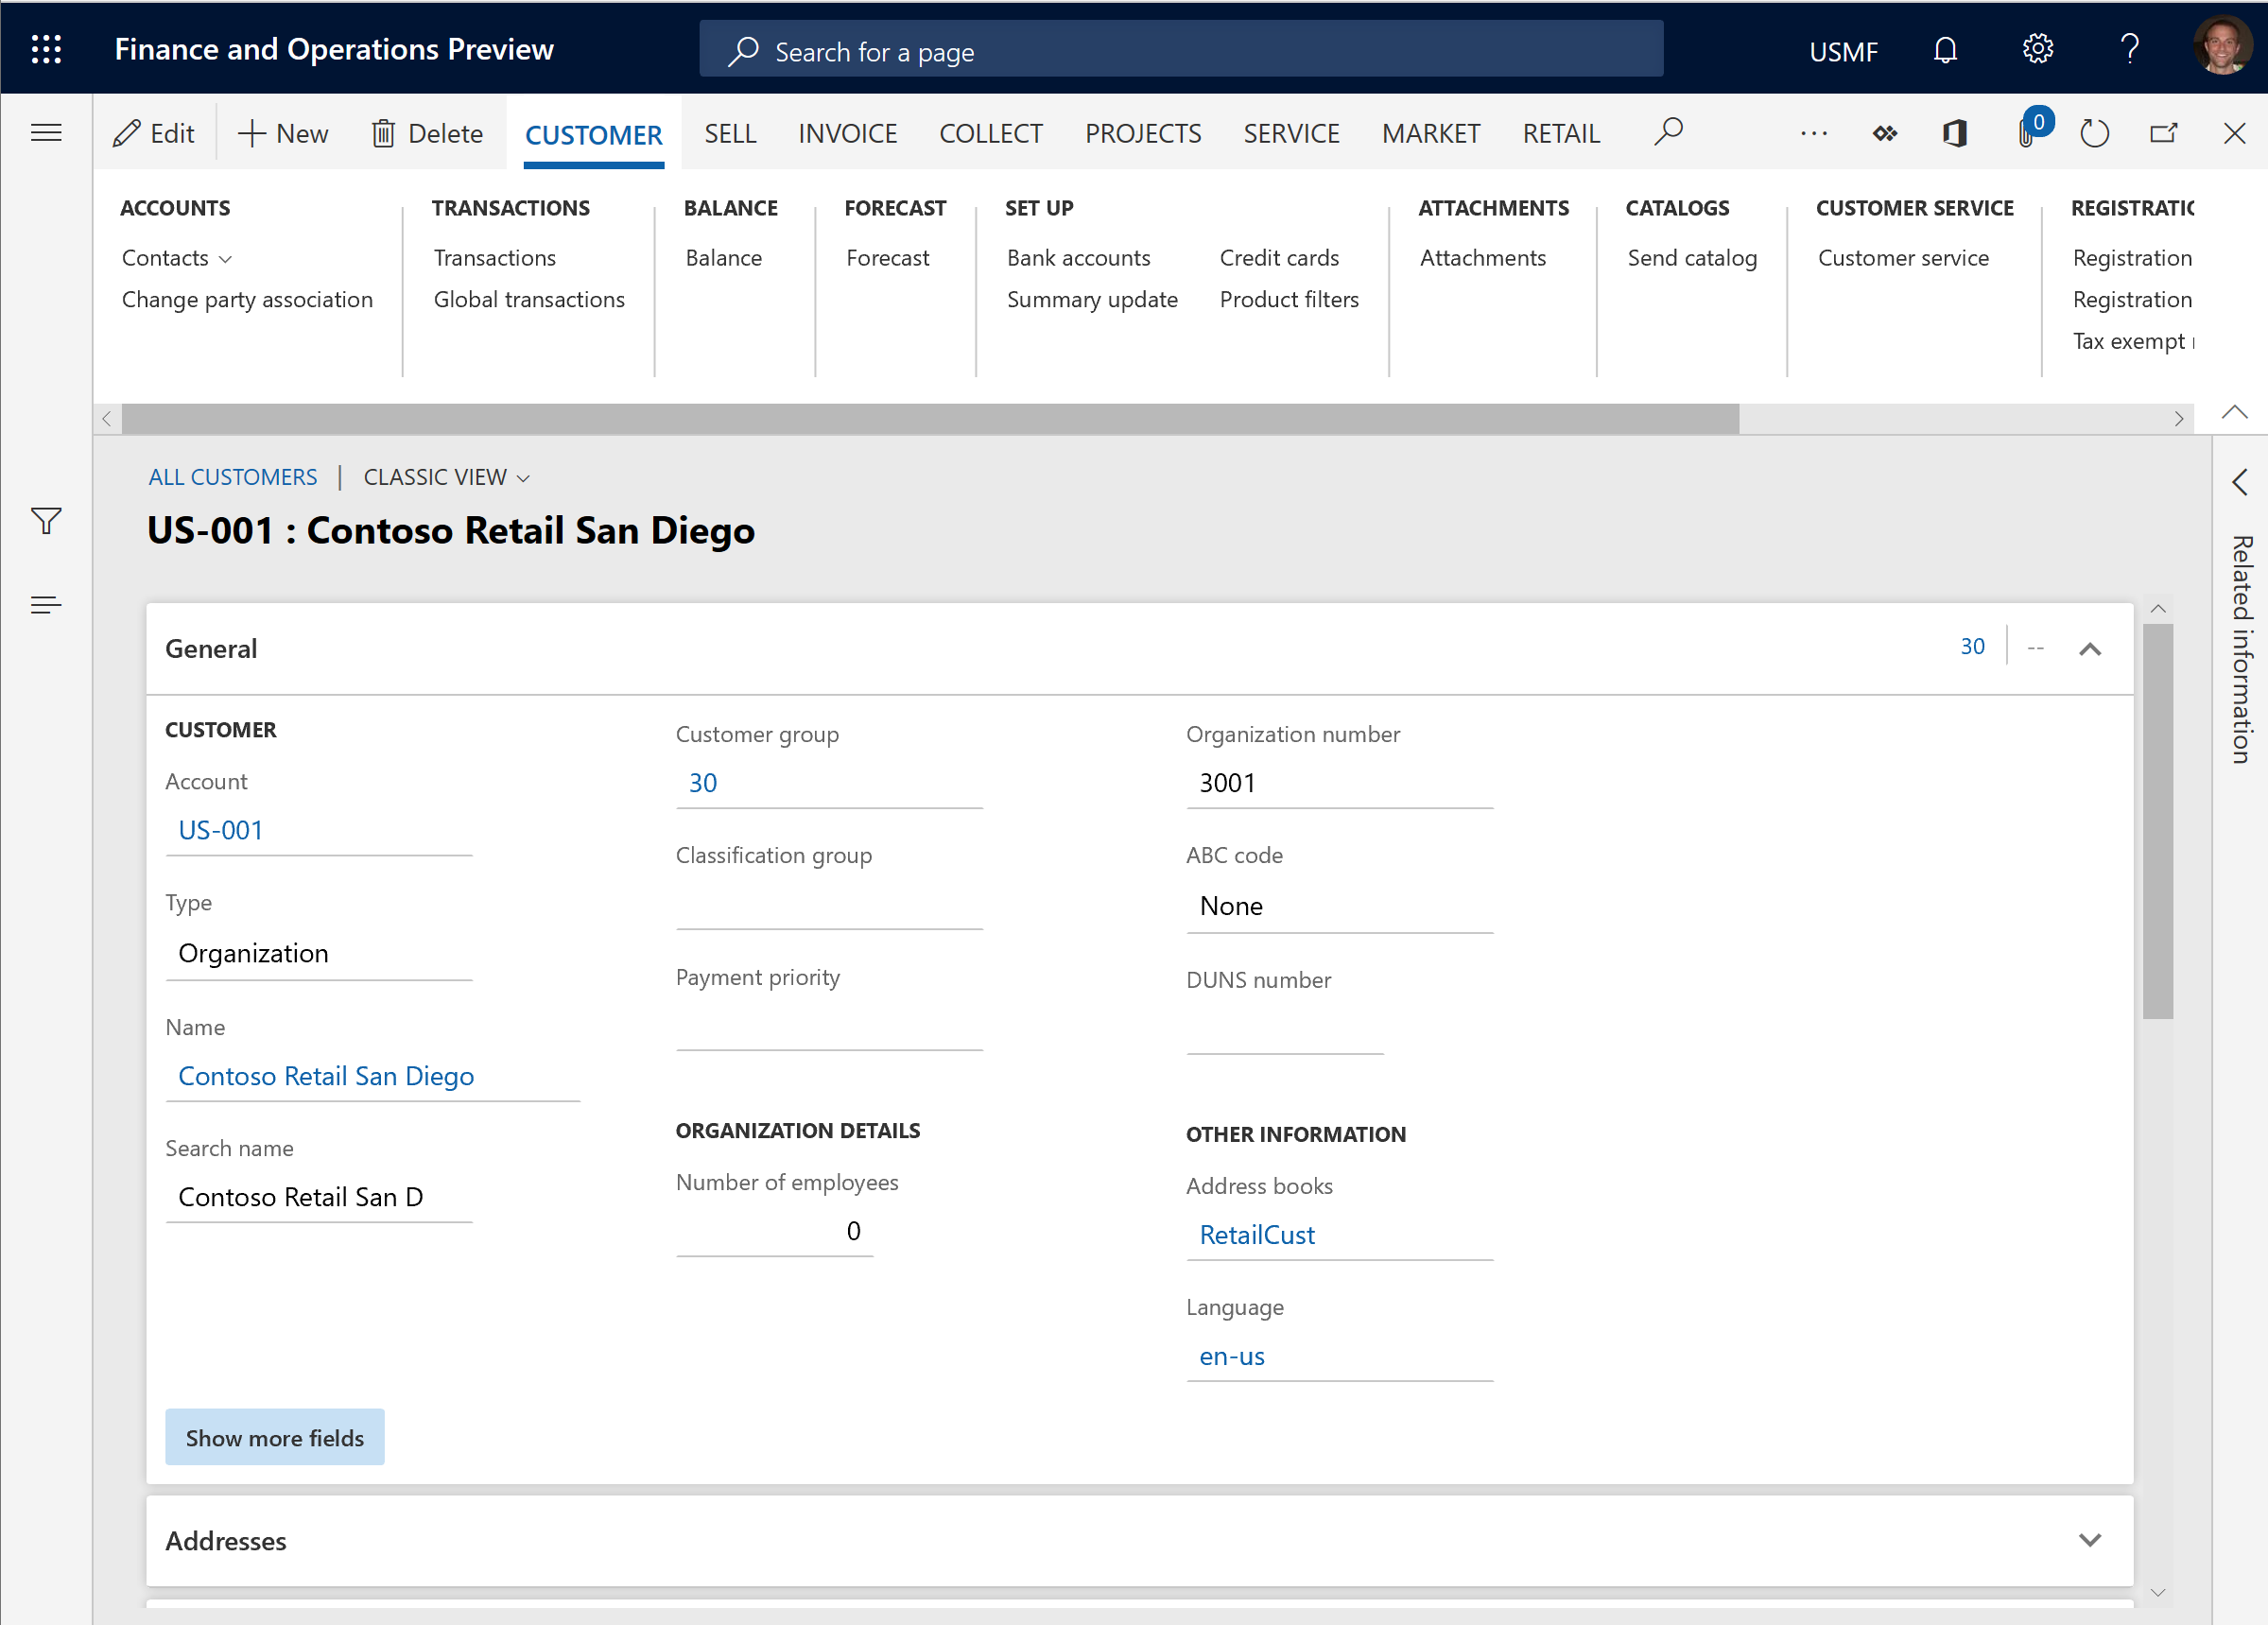 Finance and Operations Preview
Search for a page
USMF
Edit
New
Delete
CUSTOMER
SELL
INVOICE
COLLECT
PROJECTS
SERVICE
MARKET
RETAIL
0
ACCOUNTS
Contacts
Change party association
TRANSACTIONS
Transactions
Global transactions
BALANCE
Balance
FORECAST
Forecast
SET UP
Bank accounts
Summary update
Credit cards
Product filters
ATTACHMENTS
Attachments
CATALOGS
Send catalog
CUSTOMER SERVICE
Customer service
Registration
Registration
Tax exempt
ALL CUSTOMERS | CLASSIC VIEW
US-001 : Contoso Retail San Diego
Related information
General
30 | --
CUSTOMER
Account
US-001
Type
Organization
Name
Contoso Retail San Diego
Search name
Contoso Retail San D
Customer group
30
Classification group
Payment priority
ORGANIZATION DETAILS
Number of employees
0
Organization number
3001
ABC code
None
DUNS number
OTHER INFORMATION
Address books
RetailCust
Language
en-us
Show more fields
Addresses